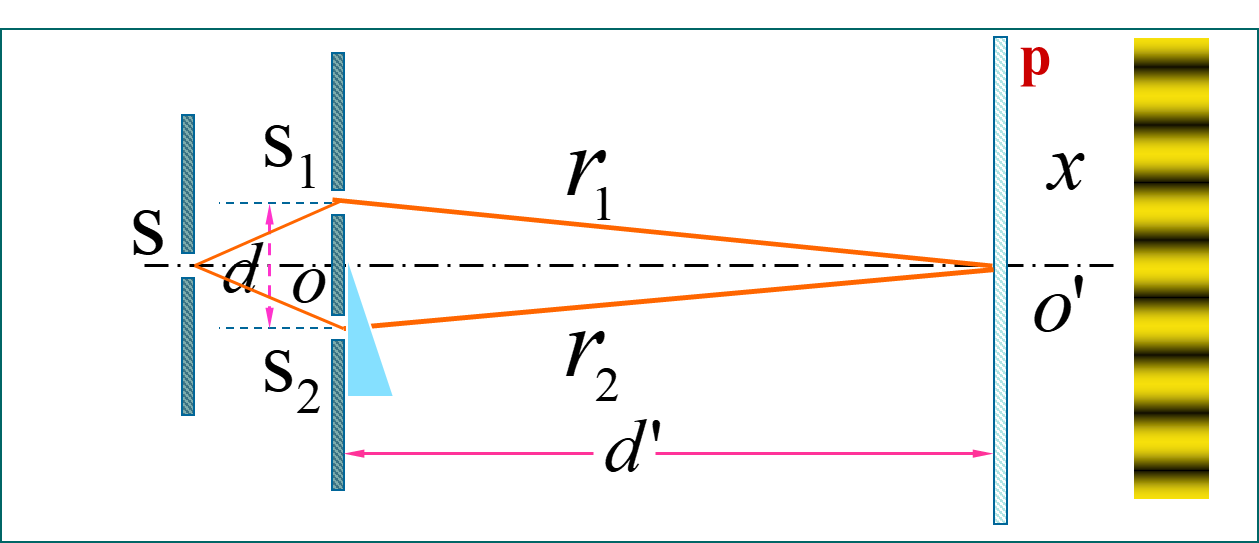 p
s₁
r₁
x
s
d
o
o'
r₂
s₂
d'